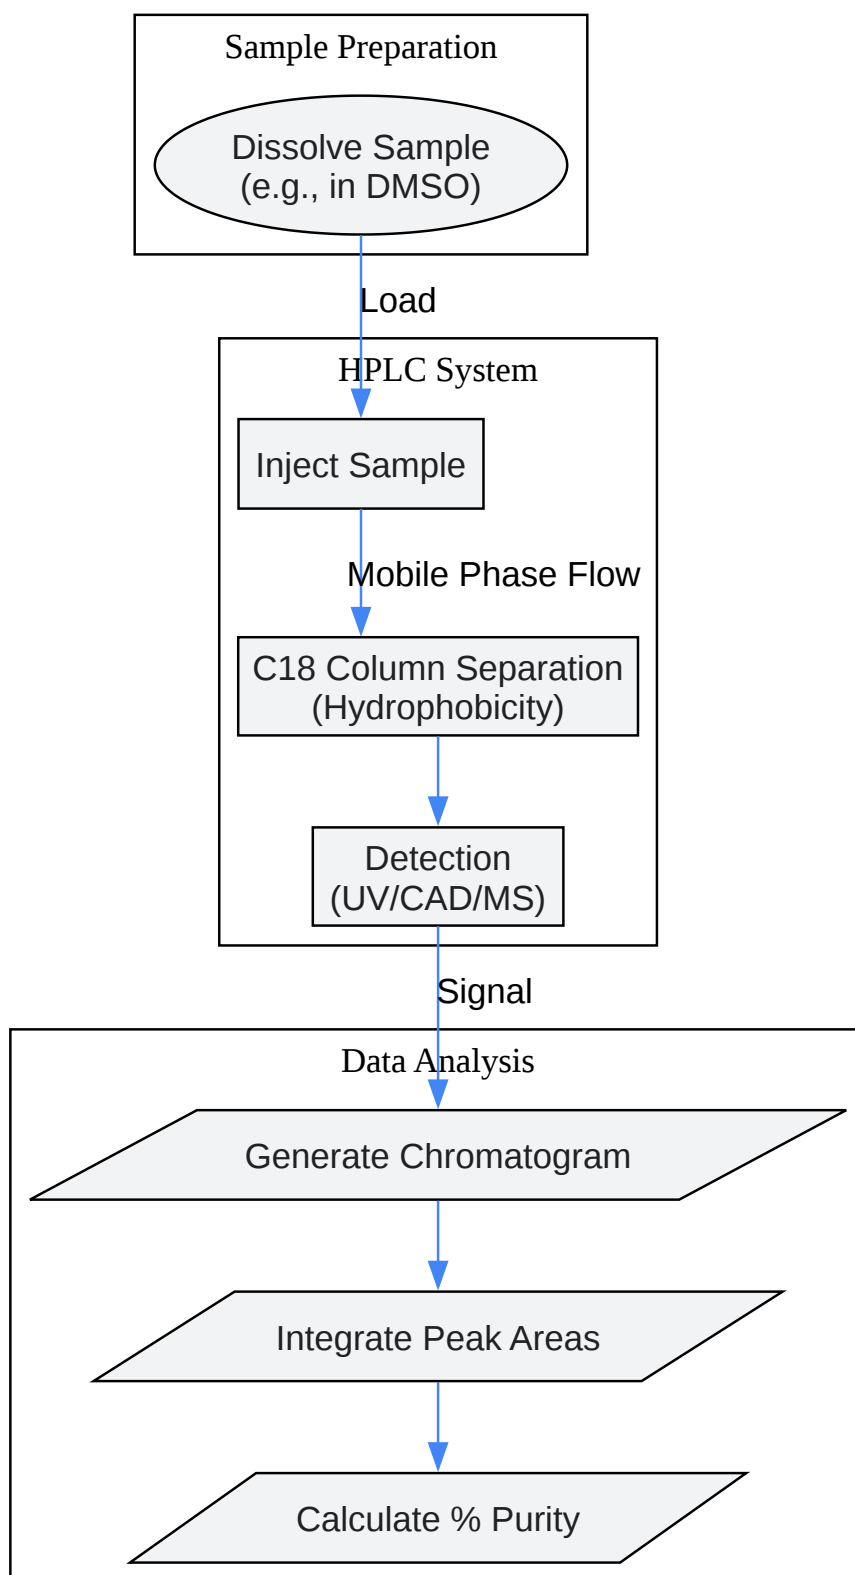 Sample Preparation
Dissolve Sample
(e.g., in DMSO)
Load
HPLC System
Inject Sample
Mobile Phase Flow
C18 Column Separation
(Hydrophobicity)
Detection
(UV/CAD/MS)
Signal
Data Analysis
Generate Chromatogram
Integrate Peak Areas
Calculate % Purity